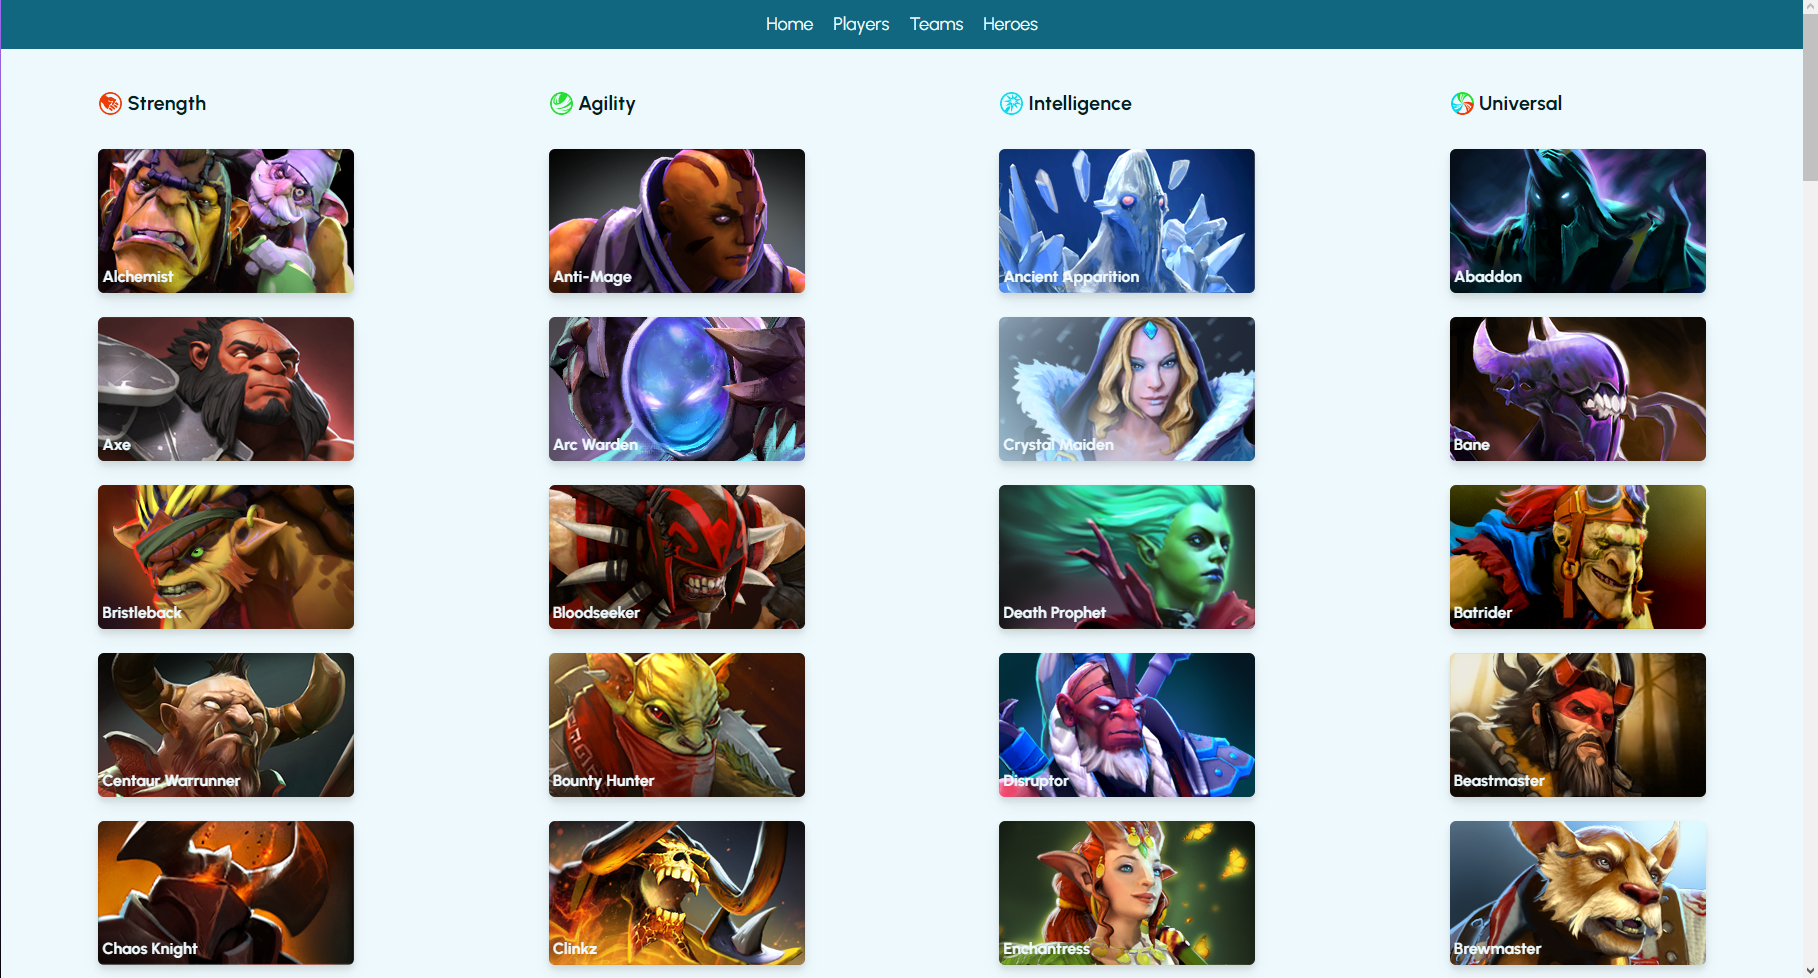 Home Players Teams Heroes
Strength Agility Intelligence Universal
Alchemist Anti-Mage Ancient Apparition Abaddon
Axe Arc Warden Crystal Maiden Bane
Bristleback Bloodseeker Death Prophet Batrider
Centaur Warrunner Bounty Hunter Disruptor Beastmaster
Chaos Knight Clinkz Enchantress Brewmaster